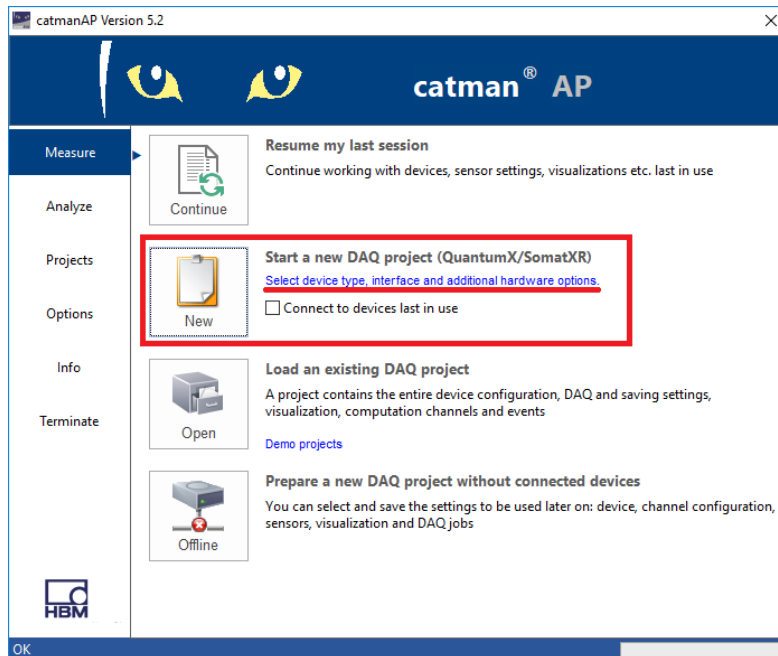 catmanAP Version 5.2
catman® AP
Measure
Analyze
Projects
Options
Info
Terminate
HBM
Continue
Resume my last session
Continue working with devices, sensor settings, visualizations etc. last in use
New
Start a new DAQ project (QuantumX/SomatXR)
Select device type, interface and additional hardware options.
Connect to devices last in use
Open
Load an existing DAQ project
A project contains the entire device configuration, DAQ and saving settings,
visualization, computation channels and events
Demo projects
Offline
Prepare a new DAQ project without connected devices
You can select and save the settings to be used later on: device, channel configuration,
sensors, visualization and DAQ jobs
OK